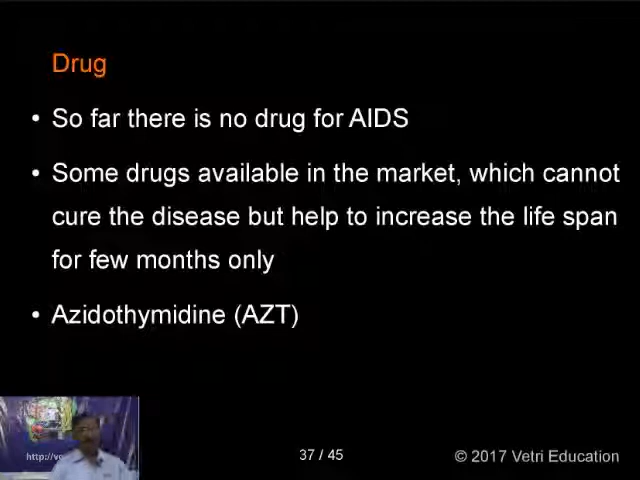 Drug
• So far there is no drug for AIDS
• Some drugs available in the market, which cannot
cure the disease but help to increase the life span
for few months only
• Azidothymidine (AZT)
37 / 45
© 2017 Vetri Education